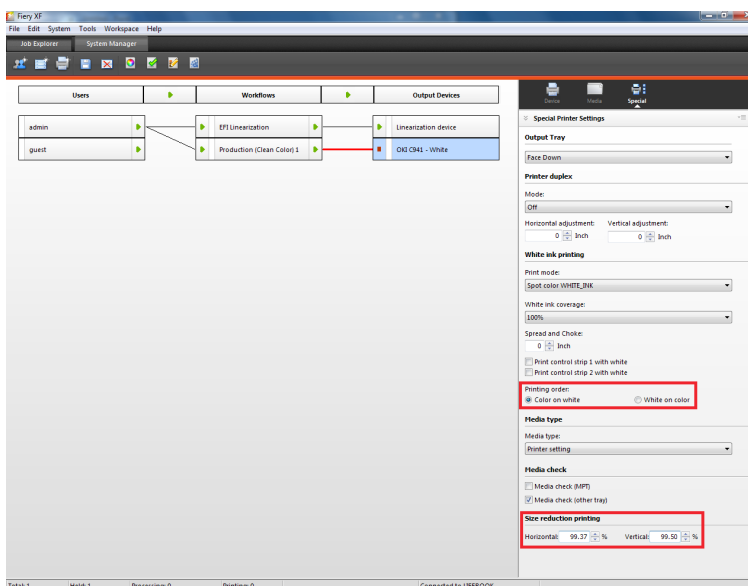 Fiery XF
File Edit System Tools Workspace Help
Job Explorer System Manager
Users Workflows Output Devices
admin EFI Linearization Linearization device
guest Production (Clean Color) 1 OKI C941 - White
Device Media Special
Special Printer Settings
Output Tray
Face Down
Printer duplex
Mode:
Off
Horizontal adjustment: Vertical adjustment:
0 Inch 0 Inch
White ink printing
Print mode:
Spot color WHITE_INK
White ink coverage:
100%
Spread and Choke:
0 Inch
Print control strip 1 with white
Print control strip 2 with white
Printing order:
Color on white White on color
Media type
Media type:
Printer setting
Media check
Media check (MPT)
Media check (other tray)
Size reduction printing
Horizontal: 99.37 % Vertical: 99.50 %
Total: 1 Held: 1 Processing: 0 Printing: 0 Connected to